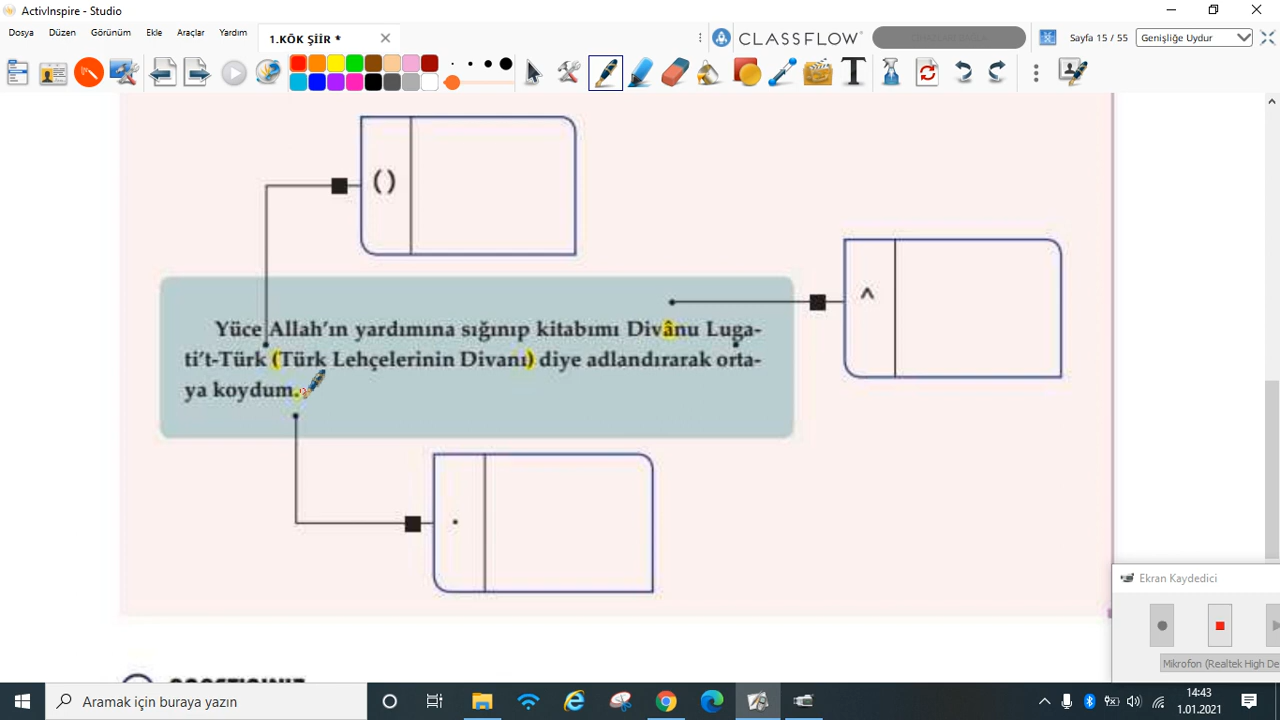 ActivInspire - Studio
Dosya Düzen Görünüm Ekle Araçlar Yardım
1.KÖK ŞİİR *
CLASSFLOW
Sayfa 15 / 55
Genişliğe Uydur
( )
^
Yüce Allah’ın yardımına sığınıp kitabımı Divânu Luga-
ti’t-Türk (Türk Lehçelerinin Divanı) diye adlandırarak orta-
ya koydum.
.
Ekran Kaydedici
Mikrofon (Realtek High De
Aramak için buraya yazın
14:43
1.01.2021